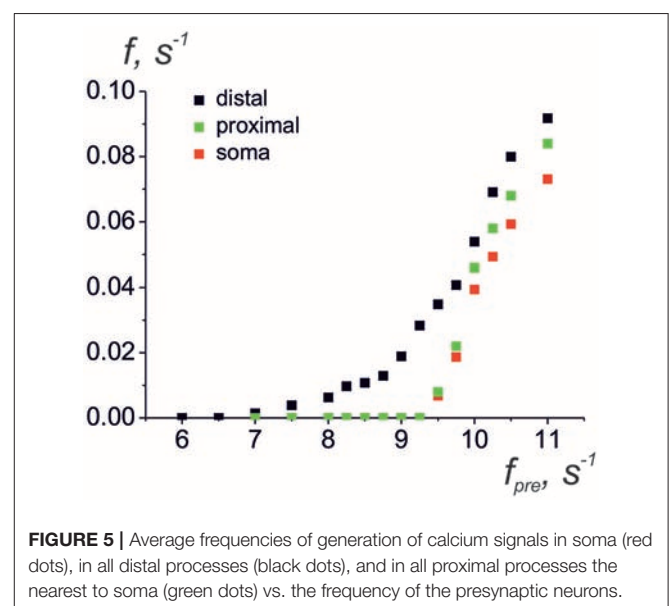 f, s⁻¹
0.10
distal
proximal
0.08
soma
0.06
0.04
0.02
0.00
6 7 8 9 10 11
f_pre, s⁻¹
FIGURE 5 | Average frequencies of generation of calcium signals in soma (red
dots), in all distal processes (black dots), and in all proximal processes the
nearest to soma (green dots) vs. the frequency of the presynaptic neurons.